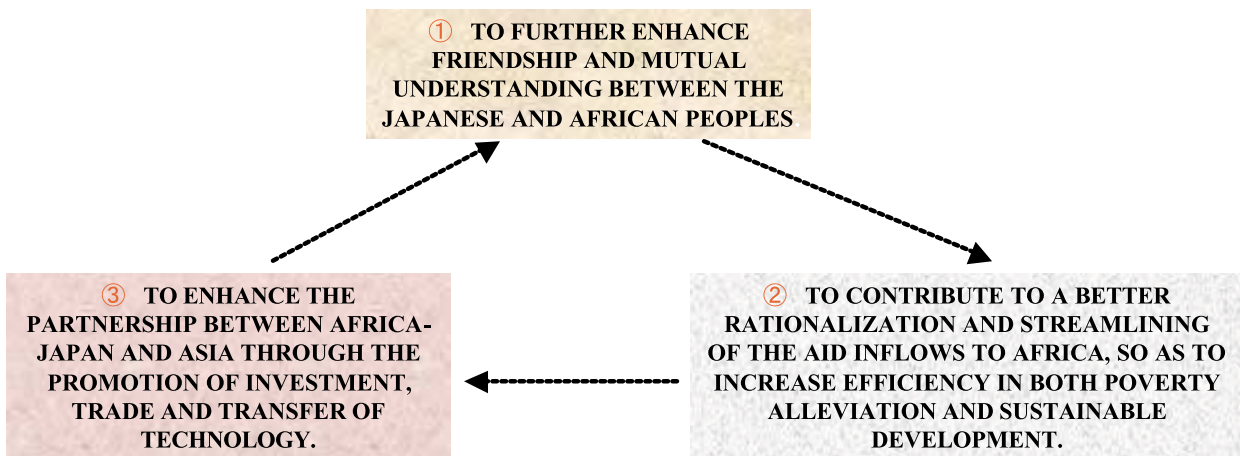 ① TO FURTHER ENHANCE
FRIENDSHIP AND MUTUAL
UNDERSTANDING BETWEEN THE
JAPANESE AND AFRICAN PEOPLES
② TO CONTRIBUTE TO A BETTER
RATIONALIZATION AND STREAMLINING
OF THE AID INFLOWS TO AFRICA, SO AS TO
INCREASE EFFICIENCY IN BOTH POVERTY
ALLEVIATION AND SUSTAINABLE
DEVELOPMENT.
③ TO ENHANCE THE
PARTNERSHIP BETWEEN AFRICA-
JAPAN AND ASIA THROUGH THE
PROMOTION OF INVESTMENT,
TRADE AND TRANSFER OF
TECHNOLOGY.